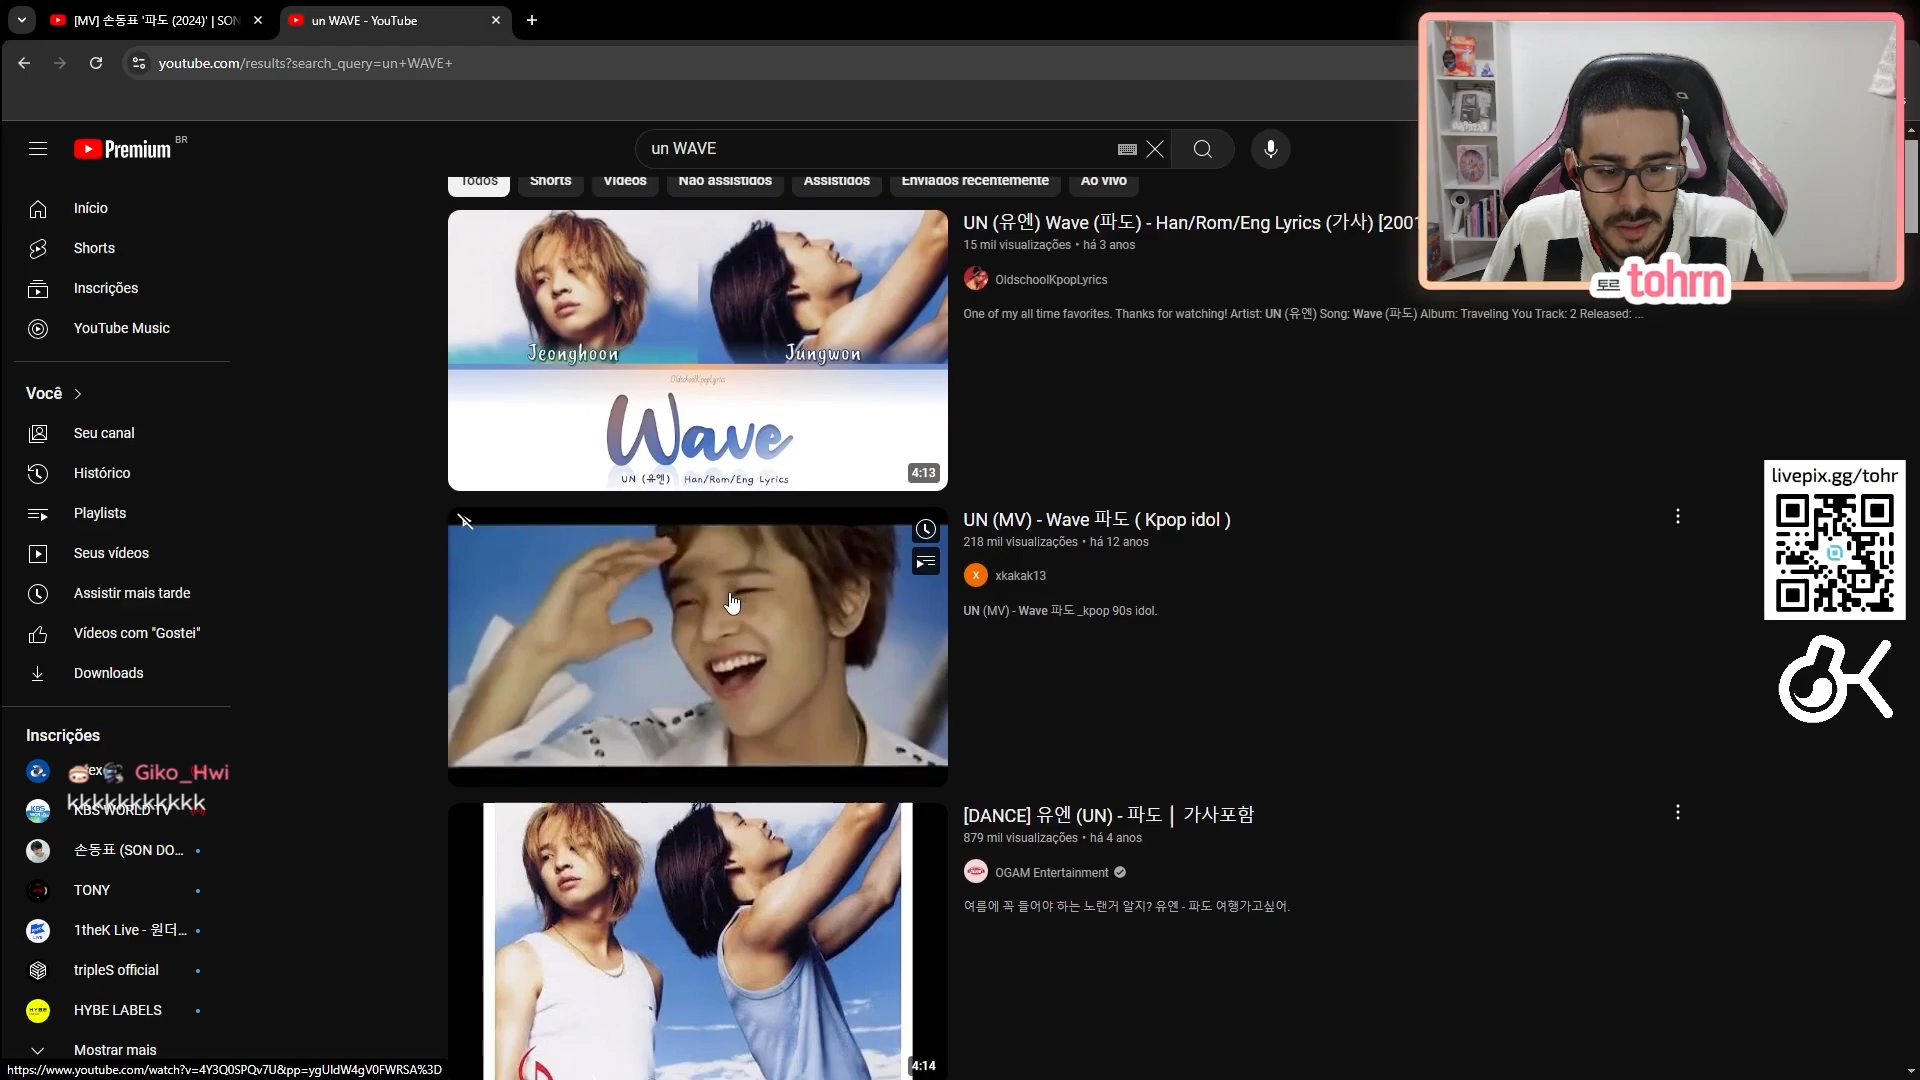 [MV] 손동표 '파도 (2024)' | SON
un WAVE - YouTube
youtube.com/results?search_query=un+WAVE+
Premium BR
un WAVE
Todos
Shorts
Vídeos
Não assistidos
Assistidos
Enviados recentemente
Ao vivo
Início
Shorts
Inscrições
YouTube Music
Você
Seu canal
Histórico
Playlists
Seus vídeos
Assistir mais tarde
Vídeos com "Gostei"
Downloads
Inscrições
Giko_Hwi
kkkkkkkkkkk
KBS WORLD TV
손동표 (SON DO...
TONY
1theK Live - 원더...
tripleS official
HYBE LABELS
Mostrar mais
https://www.youtube.com/watch?v=4Y3Q0SPQv7U&pp=ygUIdW4gV0FWRSA%3D
Jeonghoon
Jungwon
OldschoolKpopLyrics
Wave
UN (유엔) Han/Rom/Eng Lyrics
4:13
UN (유엔) Wave (파도) - Han/Rom/Eng Lyrics (가사) [2001
15 mil visualizações • há 3 anos
OldschoolKpopLyrics
One of my all time favorites. Thanks for watching! Artist: UN (유엔) Song: Wave (파도) Album: Traveling You Track: 2 Released: ...
UN (MV) - Wave 파도 ( Kpop idol )
218 mil visualizações • há 12 anos
x
xkakak13
UN (MV) - Wave 파도 _kpop 90s idol.
[DANCE] 유엔 (UN) - 파도 │ 가사포함
879 mil visualizações • há 4 anos
OGAM Entertainment
여름에 꼭 들어야 하는 노랜거 알지? 유엔 - 파도 여행가고싶어.
4:14
토르 tohrn
livepix.gg/tohr